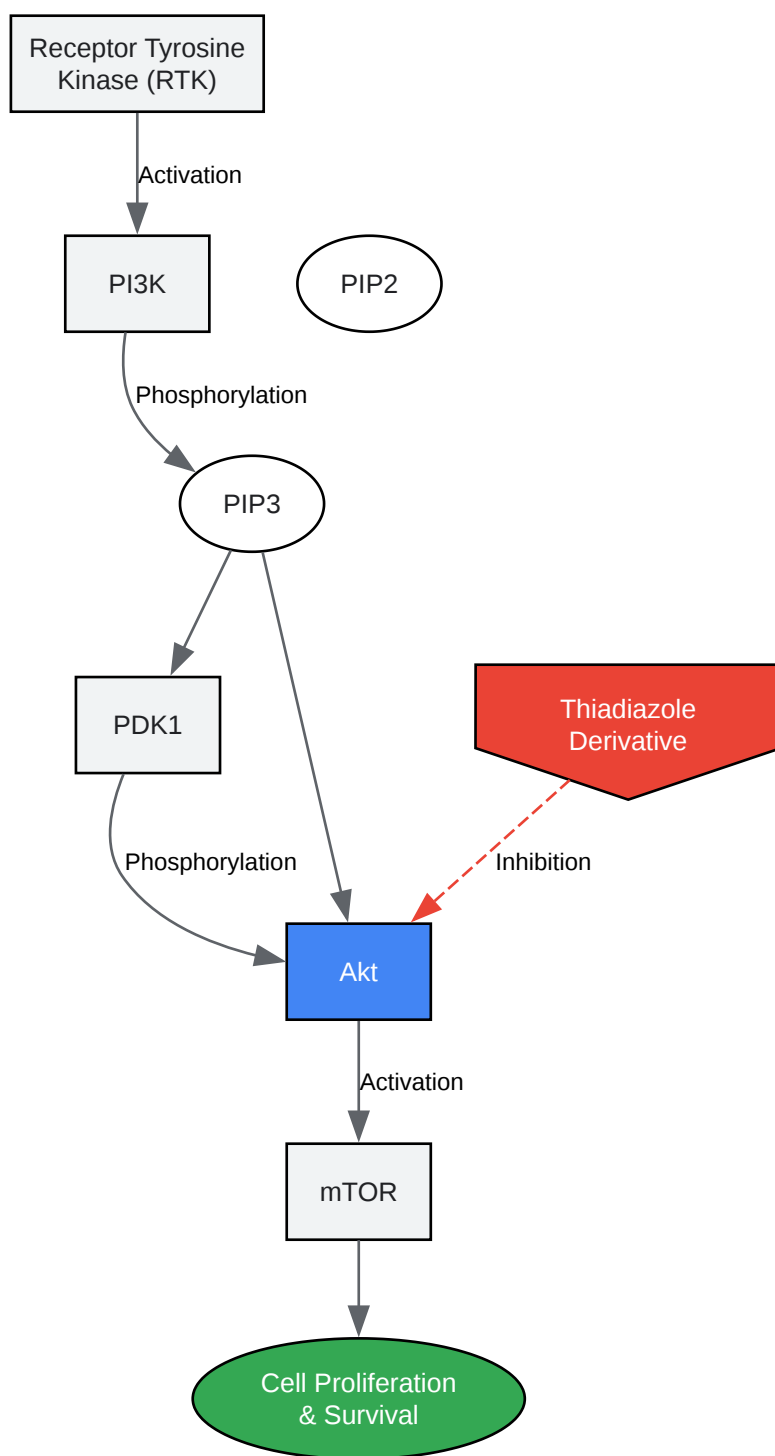 Receptor Tyrosine
Kinase (RTK)
Activation
PI3K
PIP2
Phosphorylation
PIP3
PDK1
Thiadiazole
Derivative
Phosphorylation
Inhibition
Akt
Activation
mTOR
Cell Proliferation
& Survival